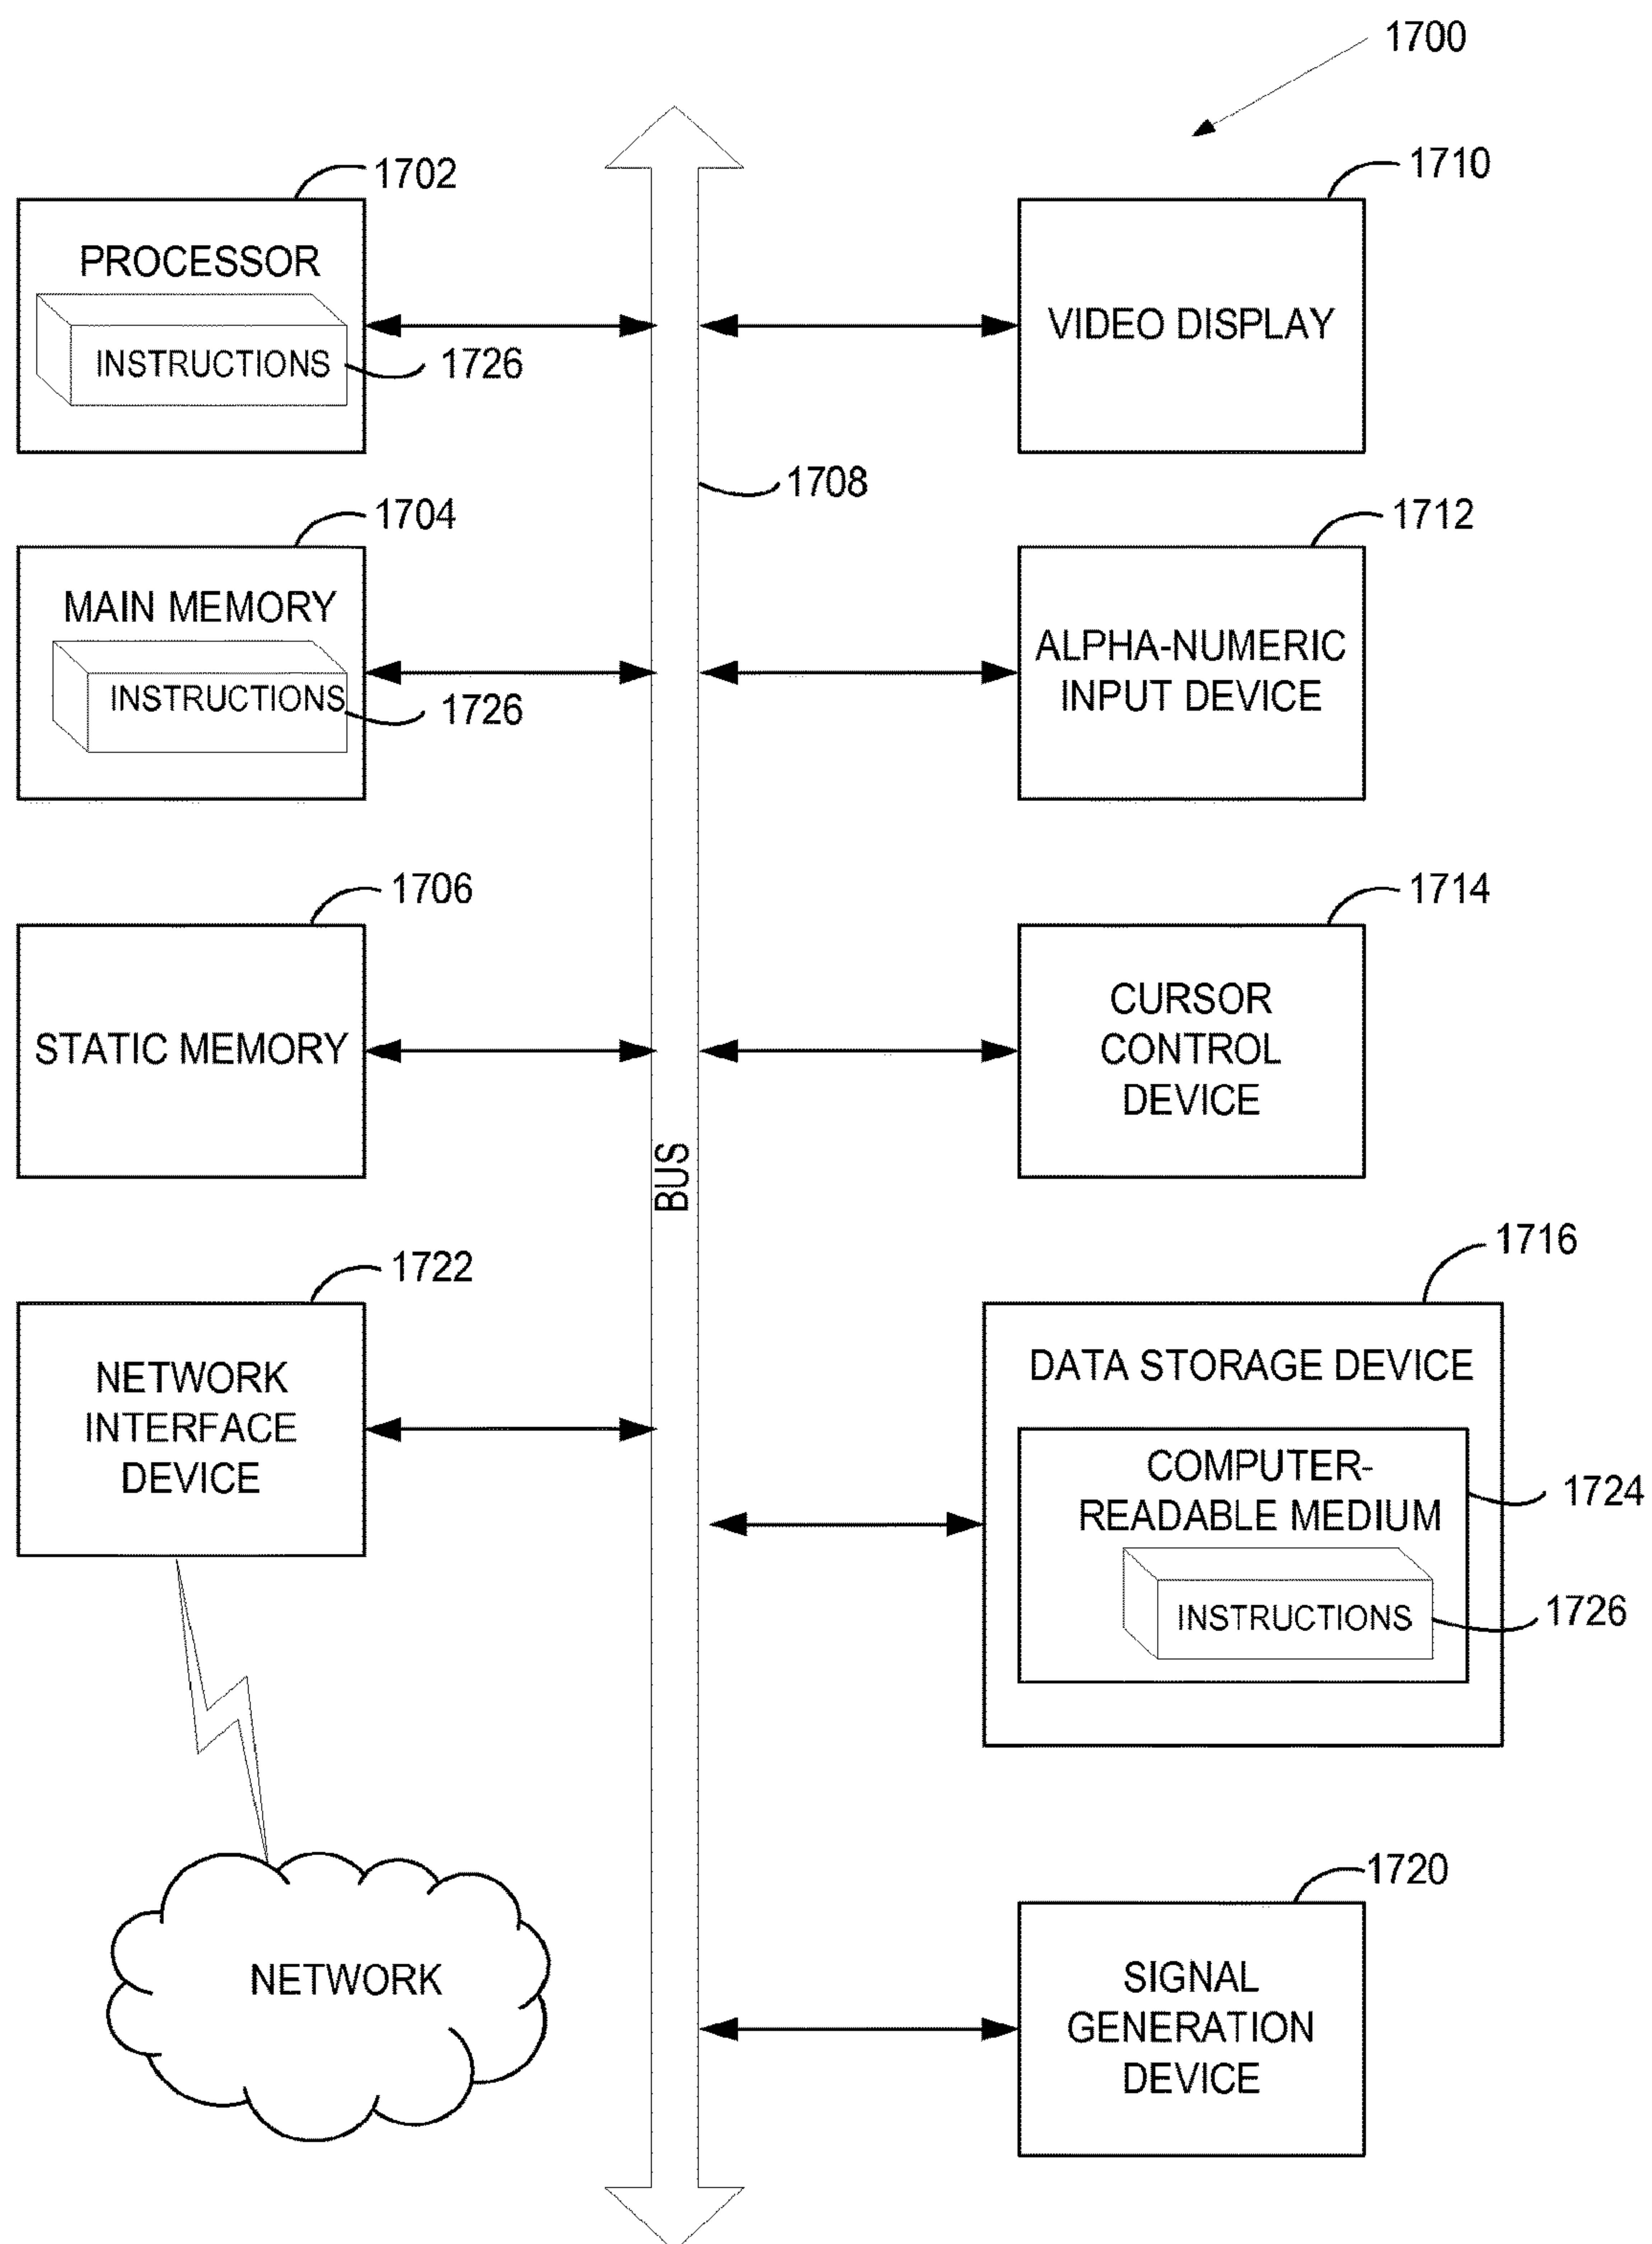 1700
1702
PROCESSOR
INSTRUCTIONS
1726
1710
VIDEO DISPLAY
1708
1704
MAIN MEMORY
INSTRUCTIONS
1726
1712
ALPHA-NUMERIC
INPUT DEVICE
1706
STATIC MEMORY
1714
CURSOR
CONTROL
DEVICE
BUS
1722
NETWORK
INTERFACE
DEVICE
1716
DATA STORAGE DEVICE
COMPUTER-
READABLE MEDIUM
1724
INSTRUCTIONS
1726
NETWORK
1720
SIGNAL
GENERATION
DEVICE